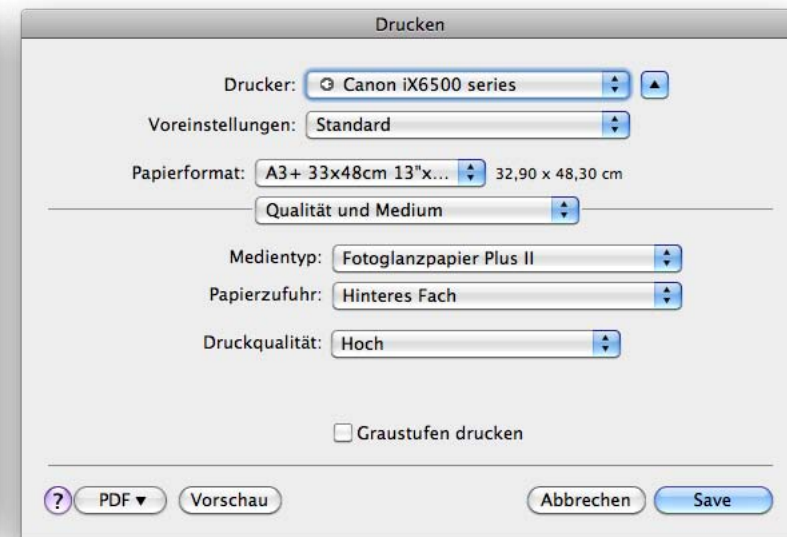 Drucken
Drucker: Canon iX6500 series
Voreinstellungen: Standard
Papierformat: A3+ 33x48cm 13"x... 32,90 x 48,30 cm
Qualität und Medium
Medientyp: Fotoglanzpapier Plus II
Papierzufuhr: Hinteres Fach
Druckqualität: Hoch
Graustufen drucken
? PDF ▼ Vorschau Abbrechen Save